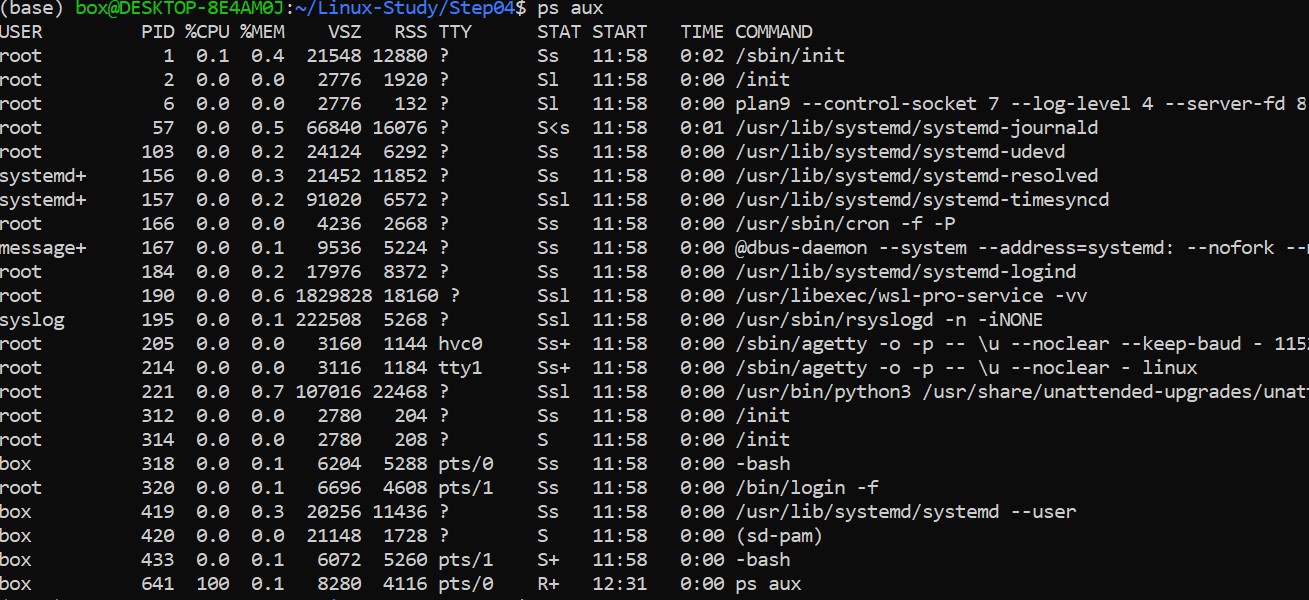 (base) box@DESKTOP-8E4AM0J:~/Linux-Study/Step04$ ps aux
USER PID %CPU %MEM VSZ RSS TTY STAT START TIME COMMAND
root 1 0.1 0.4 21548 12880 ? Ss 11:58 0:02 /sbin/init
root 2 0.0 0.0 2776 1920 ? Sl 11:58 0:00 /init
root 6 0.0 0.0 2776 132 ? Sl 11:58 0:00 plan9 --control-socket 7 --log-level 4 --server-fd 8
root 57 0.0 0.5 66840 16076 ? S<s 11:58 0:01 /usr/lib/systemd/systemd-journald
root 103 0.0 0.2 24124 6292 ? Ss 11:58 0:00 /usr/lib/systemd/systemd-udevd
systemd+ 156 0.0 0.3 21452 11852 ? Ss 11:58 0:00 /usr/lib/systemd/systemd-resolved
systemd+ 157 0.0 0.2 91020 6572 ? Ssl 11:58 0:00 /usr/lib/systemd/systemd-timesyncd
root 166 0.0 0.0 4236 2668 ? Ss 11:58 0:00 /usr/sbin/cron -f -P
message+ 167 0.0 0.1 9536 5224 ? Ss 11:58 0:00 @dbus-daemon --system --address=systemd: --nofork --
root 184 0.0 0.2 17976 8372 ? Ss 11:58 0:00 /usr/lib/systemd/systemd-logind
root 190 0.0 0.6 1829828 18160 ? Ssl 11:58 0:00 /usr/libexec/wsl-pro-service -vv
syslog 195 0.0 0.1 222508 5268 ? Ssl 11:58 0:00 /usr/sbin/rsyslogd -n -iNONE
root 205 0.0 0.0 3160 1144 hvc0 Ss+ 11:58 0:00 /sbin/agetty -o -p -- \u --noclear --keep-baud - 115
root 214 0.0 0.0 3116 1184 tty1 Ss+ 11:58 0:00 /sbin/agetty -o -p -- \u --noclear - linux
root 221 0.0 0.7 107016 22468 ? Ssl 11:58 0:00 /usr/bin/python3 /usr/share/unattended-upgrades/unat
root 312 0.0 0.0 2780 204 ? Ss 11:58 0:00 /init
root 314 0.0 0.0 2780 208 ? S 11:58 0:00 /init
box 318 0.0 0.1 6204 5288 pts/0 Ss 11:58 0:00 -bash
root 320 0.0 0.1 6696 4608 pts/1 Ss 11:58 0:00 /bin/login -f
box 419 0.0 0.3 20256 11436 ? Ss 11:58 0:00 /usr/lib/systemd/systemd --user
box 420 0.0 0.0 21148 1728 ? S 11:58 0:00 (sd-pam)
box 433 0.0 0.1 6072 5260 pts/1 S+ 11:58 0:00 -bash
box 641 100 0.1 8280 4116 pts/0 R+ 12:31 0:00 ps aux